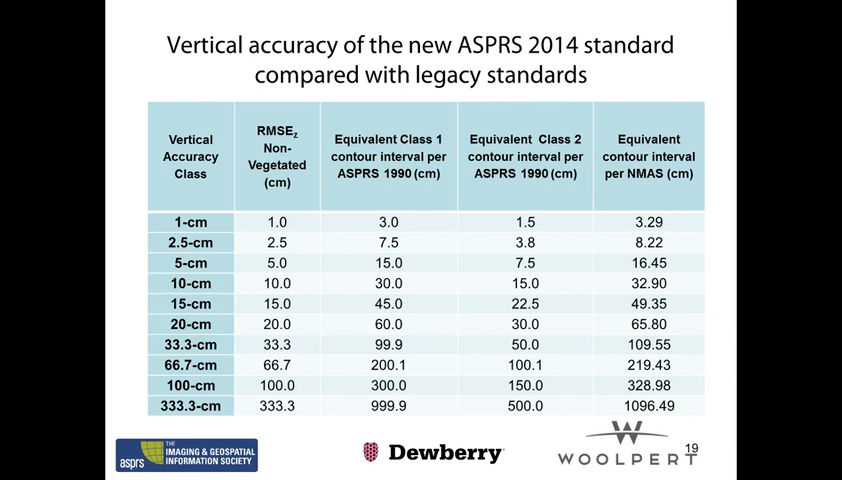 Vertical accuracy of the new ASPRS 2014 standard
compared with legacy standards
Vertical Accuracy Class RMSEz Non-Vegetated (cm) Equivalent Class 1 contour interval per ASPRS 1990 (cm) Equivalent Class 2 contour interval per ASPRS 1990 (cm) Equivalent contour interval per NMAS (cm)
1-cm 1.0 3.0 1.5 3.29
2.5-cm 2.5 7.5 3.8 8.22
5-cm 5.0 15.0 7.5 16.45
10-cm 10.0 30.0 15.0 32.90
15-cm 15.0 45.0 22.5 49.35
20-cm 20.0 60.0 30.0 65.80
33.3-cm 33.3 99.9 50.0 109.55
66.7-cm 66.7 200.1 100.1 219.43
100-cm 100.0 300.0 150.0 328.98
333.3-cm 333.3 999.9 500.0 1096.49
asprs THE
IMAGING & GEOSPATIAL
INFORMATION SOCIETY
Dewberry
WOOLPERT
19